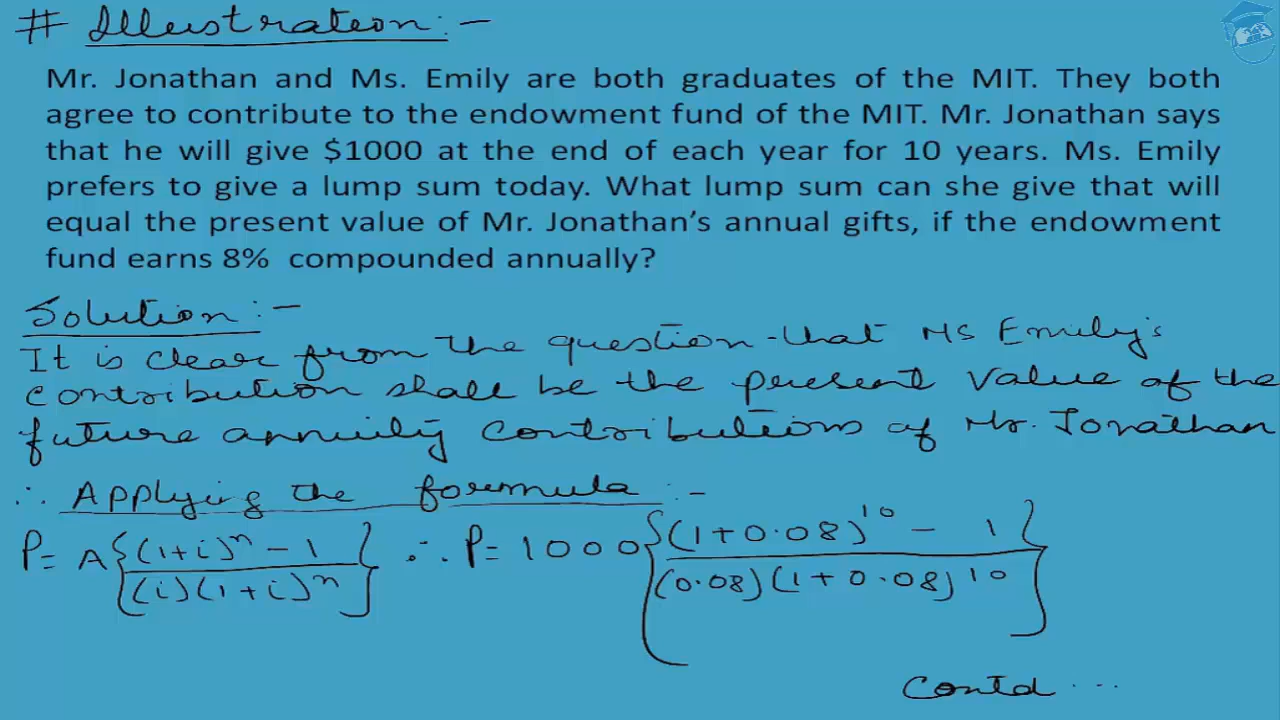 # Illustration:-
Mr. Jonathan and Ms. Emily are both graduates of the MIT. They both
agree to contribute to the endowment fund of the MIT. Mr. Jonathan says
that he will give $1000 at the end of each year for 10 years. Ms. Emily
prefers to give a lump sum today. What lump sum can she give that will
equal the present value of Mr. Jonathan’s annual gifts, if the endowment
fund earns 8% compounded annually?
Solution:-
It is clear from the question that MS Emily's
contribution shall be the present value of the
future annuity contributions of Mr. Jonathan
∴ Applying the formula:-
P= A{(1+i)^n - 1 / (i)(1+i)^n} ∴ P= 1000{(1+0.08)^10 - 1 / (0.08)(1+0.08)^10}
Contd ...